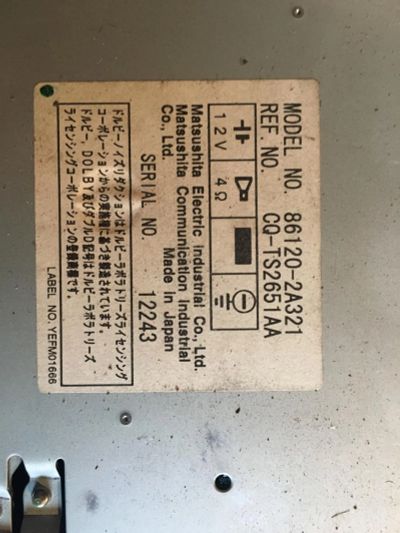 MODEL NO. 86120-2A321
REF NO. CQ-TS2651AA
12V 4Ω
Matsushita Electric Industrial Co., Ltd.
Matsushita Communication Industrial
Co., Ltd. Made in Japan
SERIAL NO. 12243
ドルビーノイズリダクションはドルビーラボラトリーズライセンシング
コーポレーションからの実施権に基づき製造されています。
ドルビー、DOLBY及びダブルD記号はドルビーラボラトリーズ
ライセンシングコーポレーションの登録商標です。
LABEL NO. YEFM01666